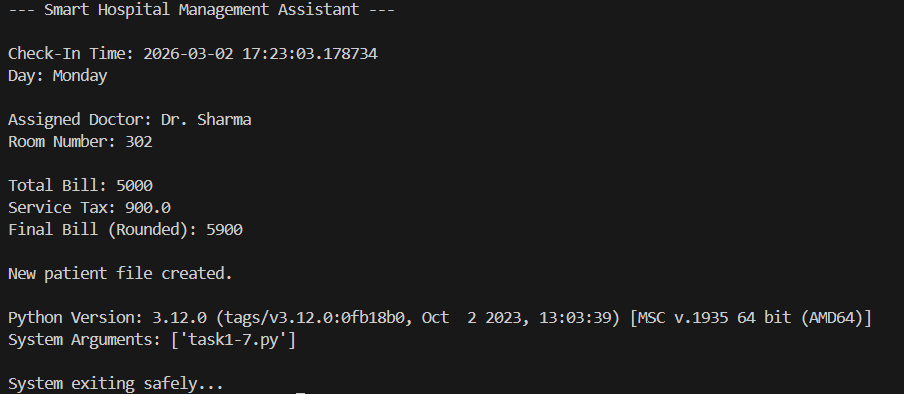 --- Smart Hospital Management Assistant ---
Check-In Time: 2026-03-02 17:23:03.178734
Day: Monday
Assigned Doctor: Dr. Sharma
Room Number: 302
Total Bill: 5000
Service Tax: 900.0
Final Bill (Rounded): 5900
New patient file created.
Python Version: 3.12.0 (tags/v3.12.0:0fb18b0, Oct  2 2023, 13:03:39) [MSC v.1935 64 bit (AMD64)]
System Arguments: ['task1-7.py']
System exiting safely...